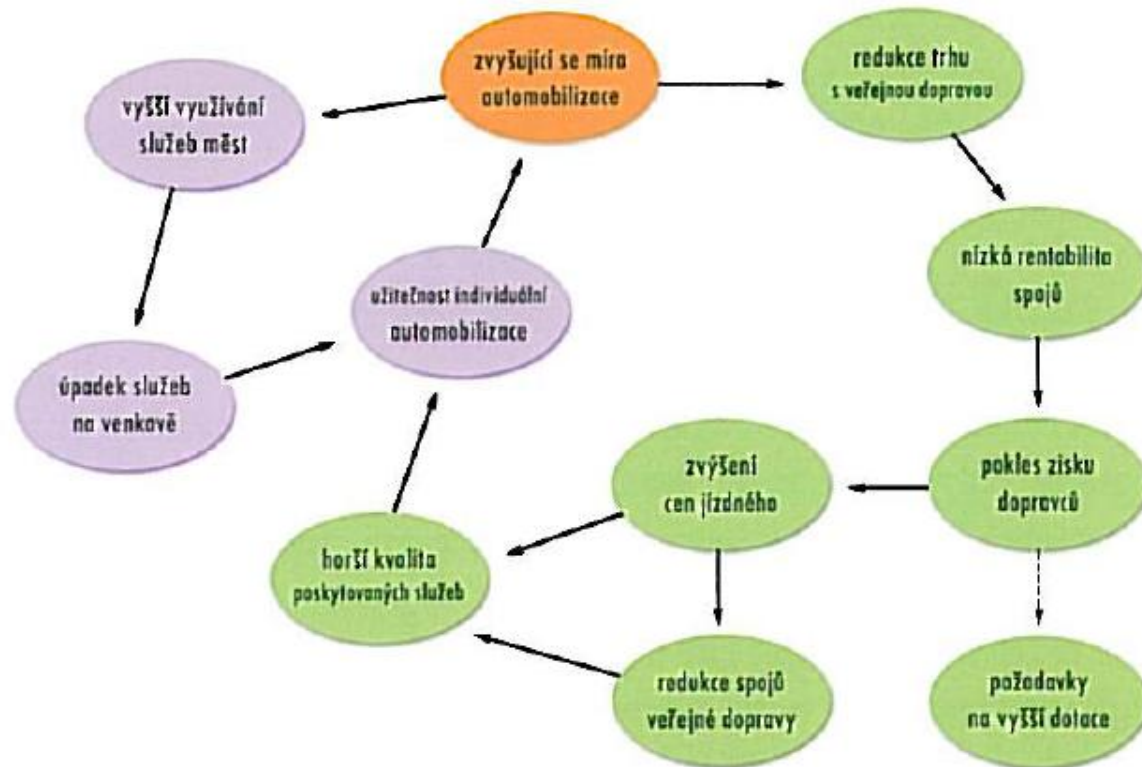 zvyšující se míra
automobilizace
redukce trhu
s veřejnou dopravou
vyšší využívání
služeb měst
nízká rentabilita
spojů
užitečnost individuální
automobilizace
úpadek služeb
na venkově
zvýšení
cen jízdného
pokles zisku
dopravců
horší kvalita
poskytovaných služeb
redukce spojů
veřejné dopravy
požadavky
na vyšší dotace